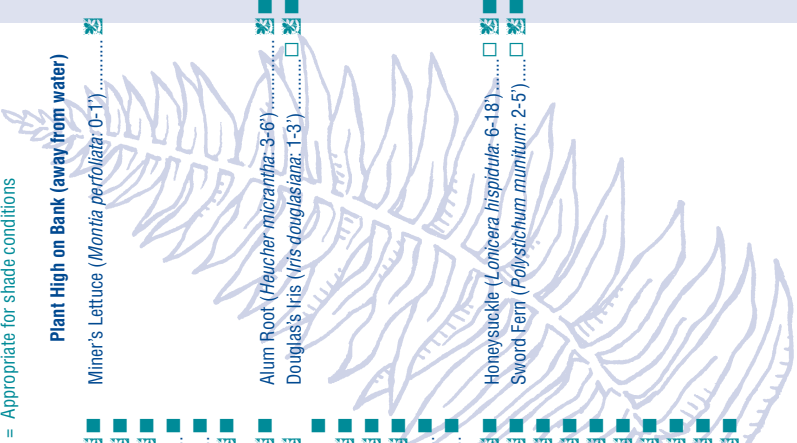 = Appropriate for shade conditions
Plant High on Bank (away from water)
Miner's Lettuce (Montia perfoliata: 0-1') ...........
Alum Root (Heucher micrantha: 3-6') ...............
Douglas's Iris (Iris douglasiana: 1-3') ............ □
Honeysuckle (Lonicera hispidula: 6-18') ...... □
Sword Fern (Polystichum munitum: 2-5') ..... □